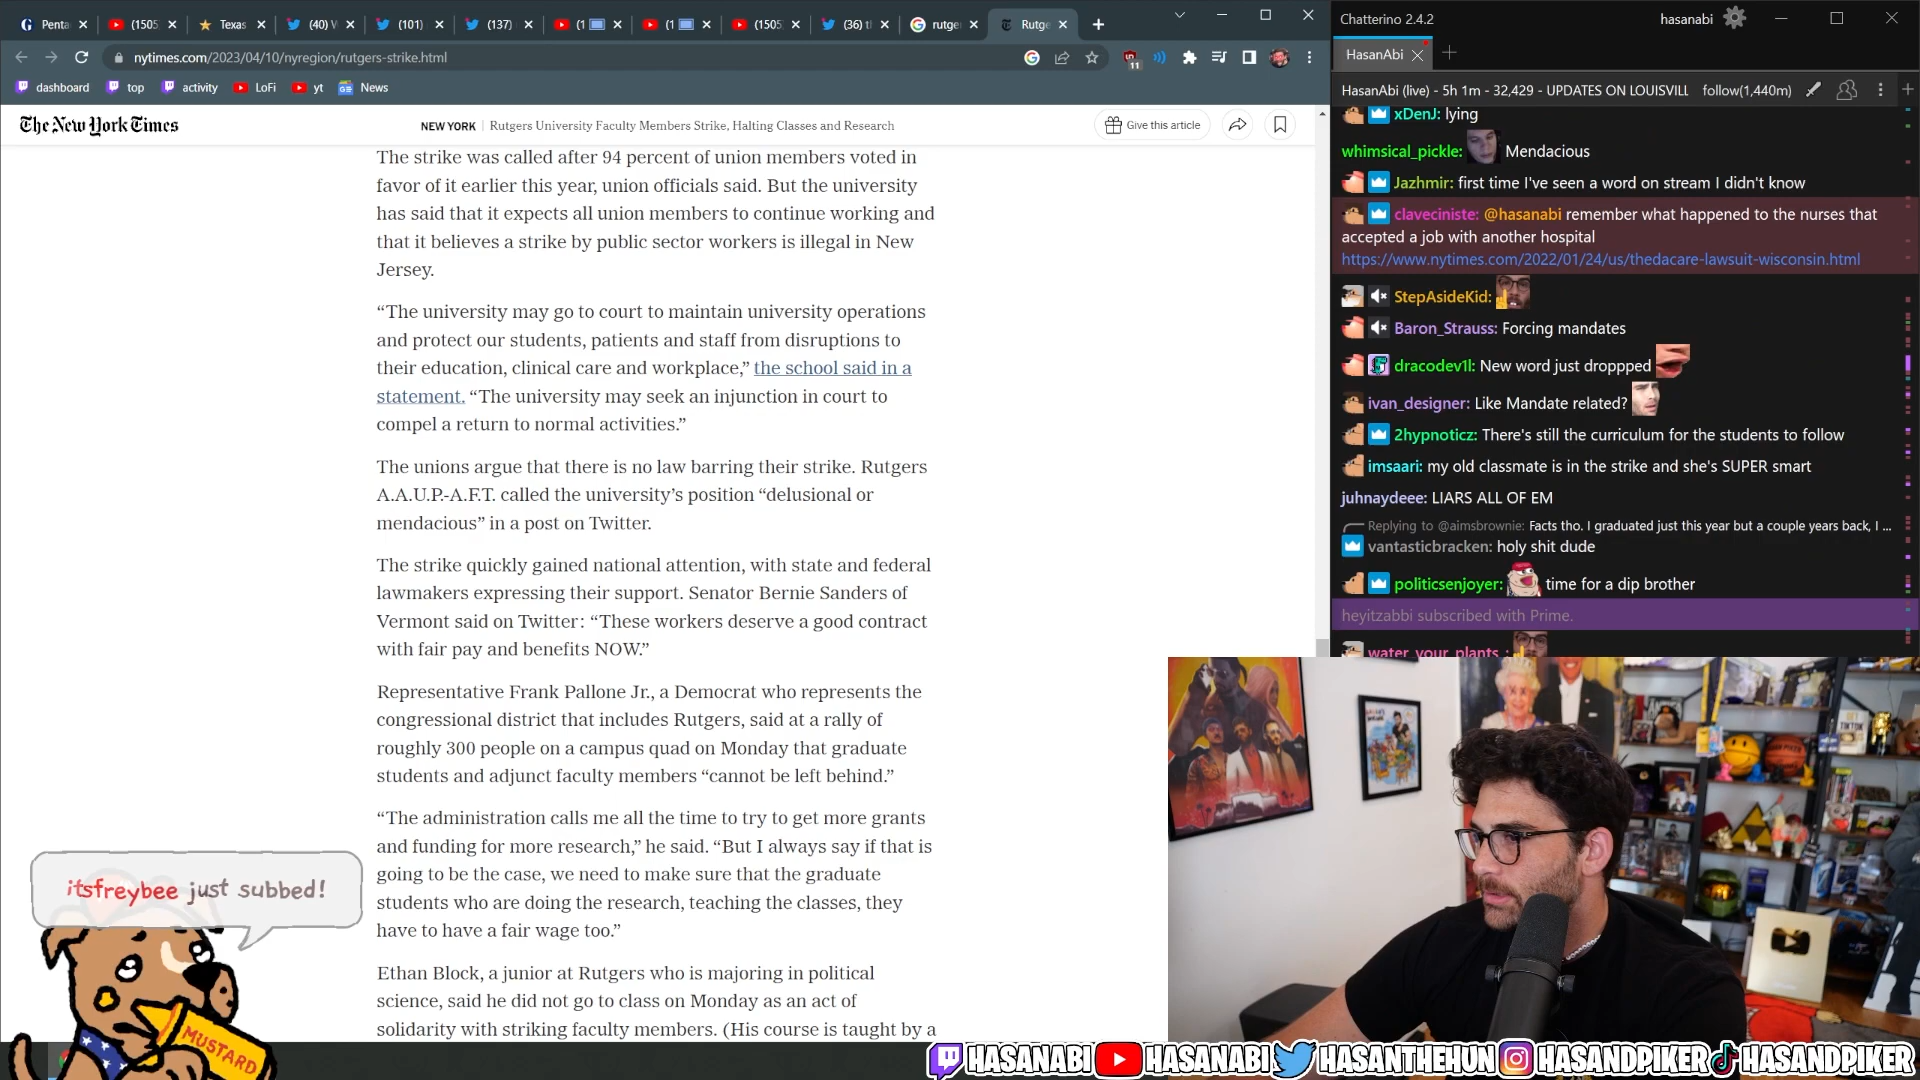 Penta
(1505
Texas
(40) V
(101)
(137)
(1
(1
(1505
(36) tl
rutge
Rutge
nytimes.com/2023/04/10/nyregion/rutgers-strike.html
11
dashboard
top
activity
LoFi
yt
News
The New York Times
NEW YORK | Rutgers University Faculty Members Strike, Halting Classes and Research
Give this article
The strike was called after 94 percent of union members voted in
favor of it earlier this year, union officials said. But the university
has said that it expects all union members to continue working and
that it believes a strike by public sector workers is illegal in New
Jersey.
“The university may go to court to maintain university operations
and protect our students, patients and staff from disruptions to
their education, clinical care and workplace,” the school said in a
statement. “The university may seek an injunction in court to
compel a return to normal activities.”
The unions argue that there is no law barring their strike. Rutgers
A.A.U.P.-A.F.T. called the university’s position “delusional or
mendacious” in a post on Twitter.
The strike quickly gained national attention, with state and federal
lawmakers expressing their support. Senator Bernie Sanders of
Vermont said on Twitter: “These workers deserve a good contract
with fair pay and benefits NOW.”
Representative Frank Pallone Jr., a Democrat who represents the
congressional district that includes Rutgers, said at a rally of
roughly 300 people on a campus quad on Monday that graduate
students and adjunct faculty members “cannot be left behind.”
“The administration calls me all the time to try to get more grants
and funding for more research,” he said. “But I always say if that is
going to be the case, we need to make sure that the graduate
students who are doing the research, teaching the classes, they
have to have a fair wage too.”
Ethan Block, a junior at Rutgers who is majoring in political
science, said he did not go to class on Monday as an act of
solidarity with striking faculty members. (His course is taught by a
itsfreybee just subbed!
MUSTARD
Chatterino 2.4.2
hasanabi
HasanAbi
HasanAbi (live) - 5h 1m - 32,429 - UPDATES ON LOUISVILL
follow(1,440m)
xDenJ: lying
whimsical_pickle: Mendacious
Jazhmir: first time I've seen a word on stream I didn't know
claveciniste: @hasanabi remember what happened to the nurses that
accepted a job with another hospital
https://www.nytimes.com/2022/01/24/us/thedacare-lawsuit-wisconsin.html
StepAsideKid:
Baron_Strauss: Forcing mandates
dracodev1l: New word just droppped
ivan_designer: Like Mandate related?
2hypnoticz: There's still the curriculum for the students to follow
imsaari: my old classmate is in the strike and she's SUPER smart
juhnaydeee: LIARS ALL OF EM
Replying to @aimsbrownie: Facts tho. I graduated just this year but a couple years back, I ...
vantasticbracken: holy shit dude
politicsenjoyer: time for a dip brother
heyitzabbi subscribed with Prime.
water_your_plants_:
HASANABI
HASANABI
HASANTHEHUN
HASANDPIKER
HASANDPIKER